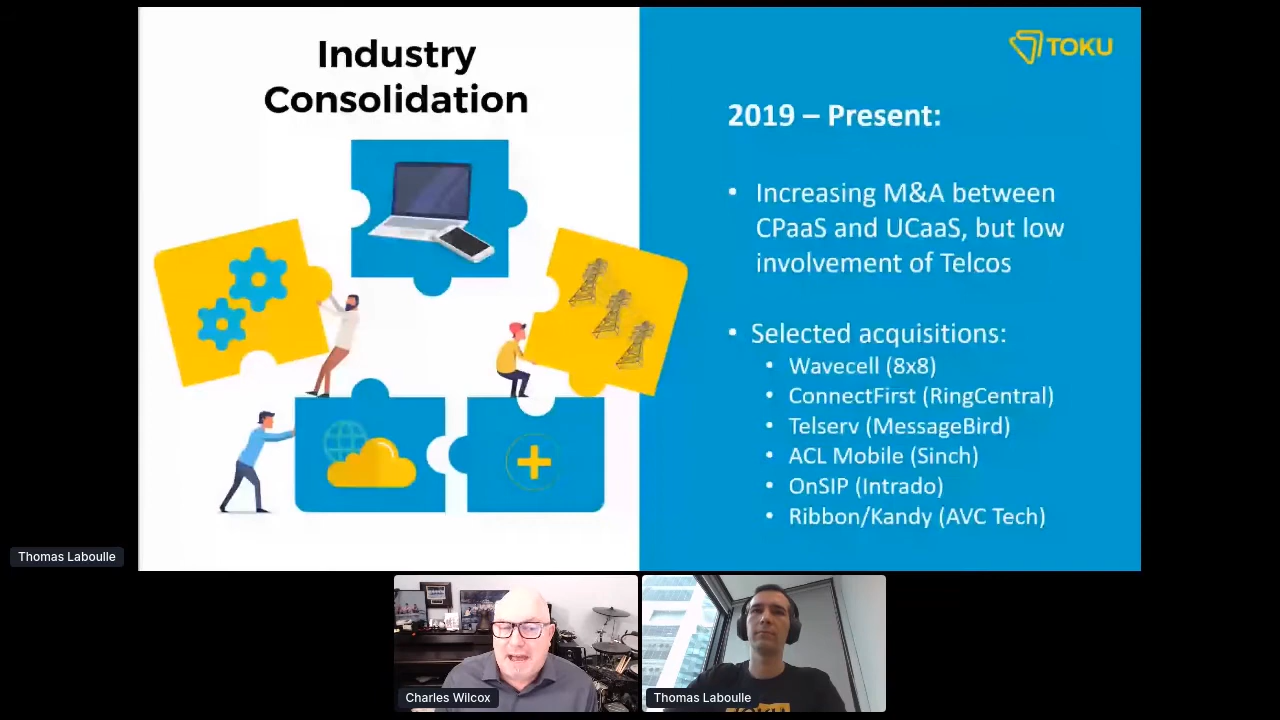 Industry
Consolidation
TOKU
2019 – Present:
• Increasing M&A between
CPaaS and UCaaS, but low
involvement of Telcos
• Selected acquisitions:
• Wavecell (8x8)
• ConnectFirst (RingCentral)
• Telserv (MessageBird)
• ACL Mobile (Sinch)
• OnSIP (Intrado)
• Ribbon/Kandy (AVC Tech)
Thomas Laboulle
Charles Wilcox
Thomas Laboulle
TOKU